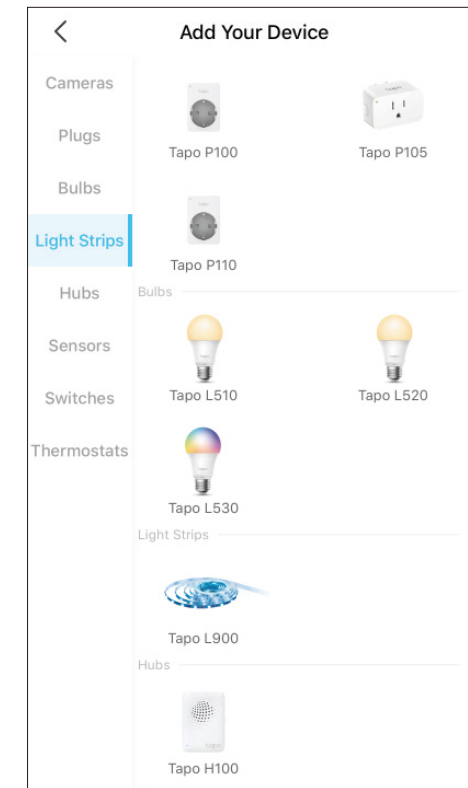 Add Your Device
Cameras
Plugs
Bulbs
Light Strips
Hubs
Sensors
Switches
Thermostats
Tapo P100
Tapo P105
Tapo P110
Bulbs
Tapo L510
Tapo L520
Tapo L530
Light Strips
Tapo L900
Hubs
Tapo H100